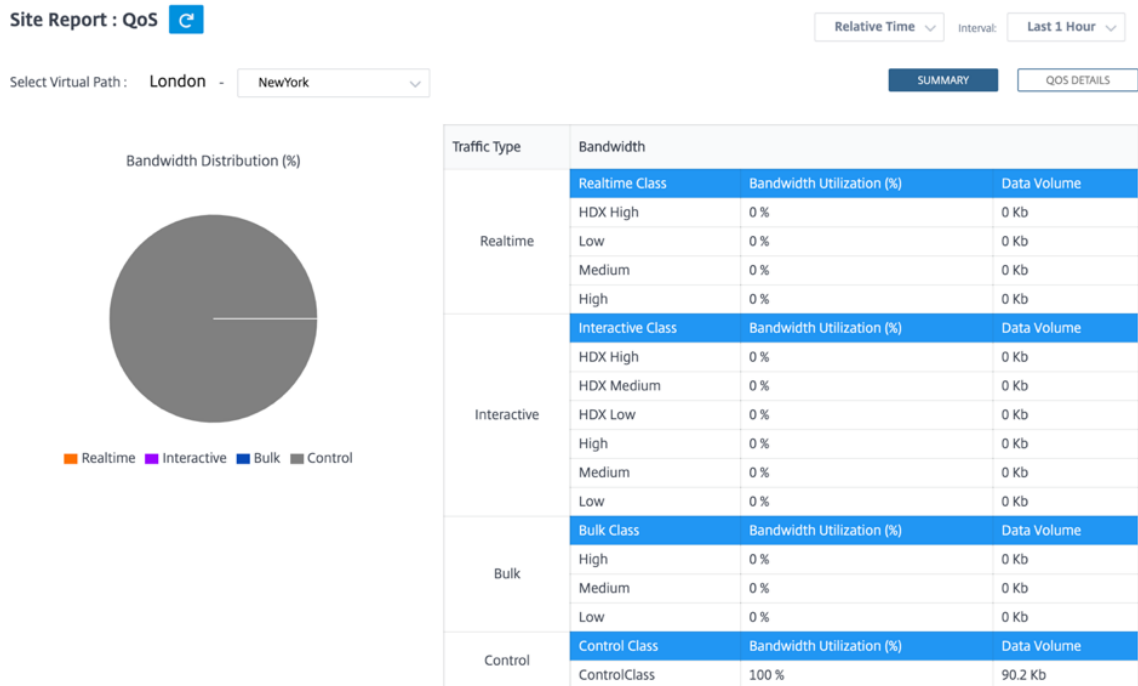 Site Report : QoS
Relative Time Interval: Last 1 Hour
Select Virtual Path : London - NewYork
SUMMARY QOS DETAILS
Bandwidth Distribution (%)
Realtime Interactive Bulk Control
Traffic Type Bandwidth
Realtime
Realtime Class Bandwidth Utilization (%) Data Volume
HDX High 0 % 0 Kb
Low 0 % 0 Kb
Medium 0 % 0 Kb
High 0 % 0 Kb
Interactive
Interactive Class Bandwidth Utilization (%) Data Volume
HDX High 0 % 0 Kb
HDX Medium 0 % 0 Kb
HDX Low 0 % 0 Kb
High 0 % 0 Kb
Medium 0 % 0 Kb
Low 0 % 0 Kb
Bulk
Bulk Class Bandwidth Utilization (%) Data Volume
High 0 % 0 Kb
Medium 0 % 0 Kb
Low 0 % 0 Kb
Control
Control Class Bandwidth Utilization (%) Data Volume
ControlClass 100 % 90.2 Kb